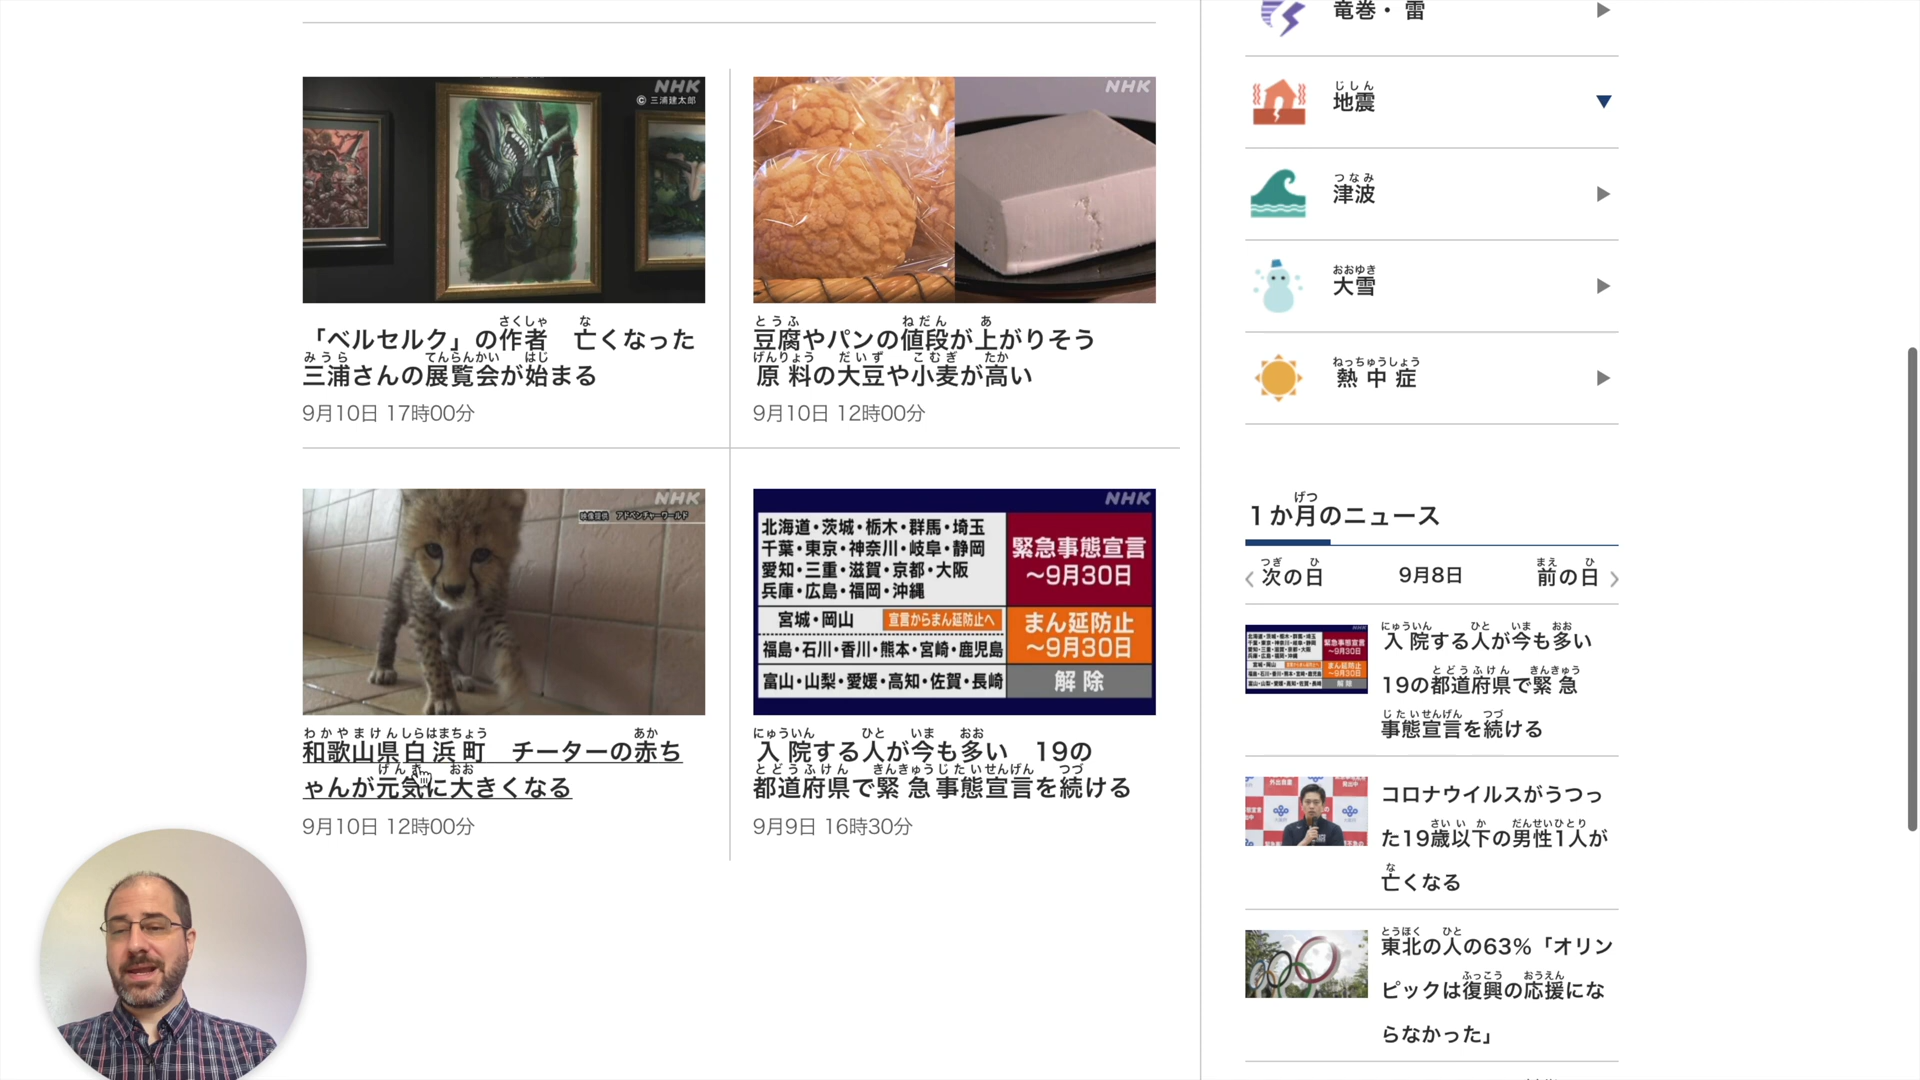 NHK
© 三浦建太郎
さくしゃ な
「ベルセルク」の作者 亡くなった
みうら てんらんかい はじ
三浦さんの展覧会が始まる
9月10日 17時00分
NHK
とうふ ねだん あ
豆腐やパンの値段が上がりそう
げんりょう だいず こむぎ たか
原料の大豆や小麦が高い
9月10日 12時00分
NHK
映像提供 アドベンチャーワールド
わかやまけんしらはまちょう あか
和歌山県白浜町 チーターの赤ち
げんき おお
ゃんが元気に大きくなる
9月10日 12時00分
NHK
北海道・茨城・栃木・群馬・埼玉
千葉・東京・神奈川・岐阜・静岡
愛知・三重・滋賀・京都・大阪
兵庫・広島・福岡・沖縄
緊急事態宣言
～9月30日
宮城・岡山 宣言からまん延防止へ
福島・石川・香川・熊本・宮崎・鹿児島
まん延防止
～9月30日
富山・山梨・愛媛・高知・佐賀・長崎
解除
にゅういん ひと いま おお
入院する人が今も多い 19の
とどうふけん きんきゅうじたいせんげん つづ
都道府県で緊急事態宣言を続ける
9月9日 16時30分
竜巻・雷
じしん
地震
つなみ
津波
おおゆき
大雪
ねっちゅうしょう
熱中症
げつ
1か月のニュース
つぎ ひ
次の日
9月8日
まえ ひ
前の日
にゅういん ひと いま おお
入院する人が今も多い
とどうふけん きんきゅう
19の都道府県で緊急
じたいせんげん つづ
事態宣言を続ける
コロナウイルスがうつっ
さいいか だんせいひとり
た19歳以下の男性1人が
な
亡くなる
とうほく ひと
東北の人の63%「オリン
ふっこう おうえん
ピックは復興の応援にな
らなかった」